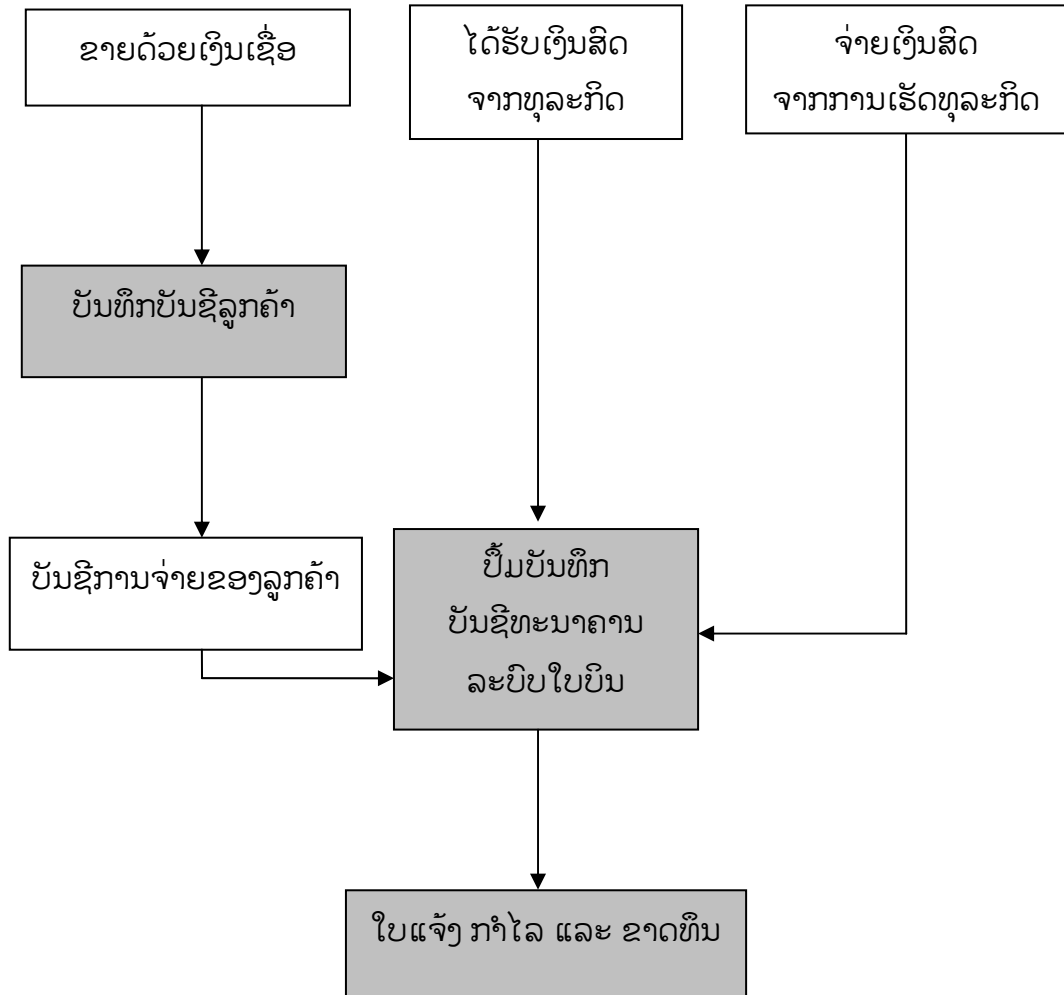 ຂາຍດ້ວຍເງິນເຊື່ອ
ໄດ້ຮັບເງິນສົດ
ຈາກທຸລະກິດ
ຈ່າຍເງິນສົດ
ຈາກການເຮັດທຸລະກິດ
ບັນທຶກບັນຊີລູກຄ້າ
ບັນຊີການຈ່າຍຂອງລູກຄ້າ
ປຶ້ມບັນທຶກ
ບັນຊີທະນາຄານ
ລະບົບໃບບິນ
ໃບແຈ້ງ ກຳໄລ ແລະ ຂາດທຶນ